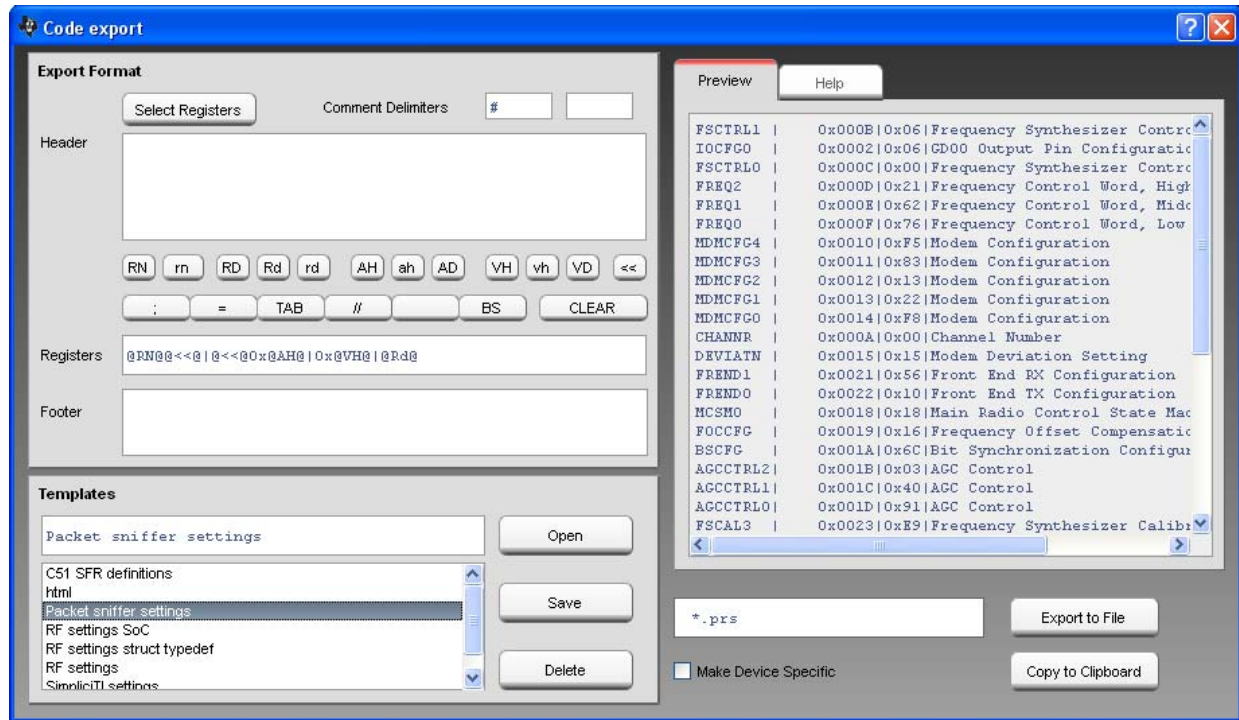 Code export
Export Format
Select Registers
Comment Delimiters
#
Header
RN rn RD Rd rd AH ah AD VH vh VD <<
; = TAB // BS CLEAR
Registers
@RN@@<<@|@<<@0x@AH@|0x@VH@|@Rd@
Footer
Templates
Packet sniffer settings
Open
C51 SFR definitions
html
Packet sniffer settings
RF settings SoC
RF settings struct typedef
RF settings
SimpliciTI settings
Save
Delete
Preview
Help
FSCTRL1 | 0x000B|0x06|Frequency Synthesizer Contro
IOCFG0 | 0x0002|0x06|GDO0 Output Pin Configuratio
FSCTRL0 | 0x000C|0x00|Frequency Synthesizer Contro
FREQ2 | 0x000D|0x21|Frequency Control Word, High
FREQ1 | 0x000E|0x62|Frequency Control Word, Midd
FREQ0 | 0x000F|0x76|Frequency Control Word, Low
MDMCFG4 | 0x0010|0xF5|Modem Configuration
MDMCFG3 | 0x0011|0x83|Modem Configuration
MDMCFG2 | 0x0012|0x13|Modem Configuration
MDMCFG1 | 0x0013|0x22|Modem Configuration
MDMCFG0 | 0x0014|0xF8|Modem Configuration
CHANNR | 0x000A|0x00|Channel Number
DEVIATN | 0x0015|0x15|Modem Deviation Setting
FREND1 | 0x0021|0x56|Front End RX Configuration
FREND0 | 0x0022|0x10|Front End TX Configuration
MCSM0 | 0x0018|0x18|Main Radio Control State Mac
FOCCFG | 0x0019|0x16|Frequency Offset Compensatio
BSCFG | 0x001A|0x6C|Bit Synchronization Configur
AGCCTRL2| 0x001B|0x03|AGC Control
AGCCTRL1| 0x001C|0x40|AGC Control
AGCCTRL0| 0x001D|0x91|AGC Control
FSCAL3 | 0x0023|0xE9|Frequency Synthesizer Calibr
*.prs
Export to File
Make Device Specific
Copy to Clipboard